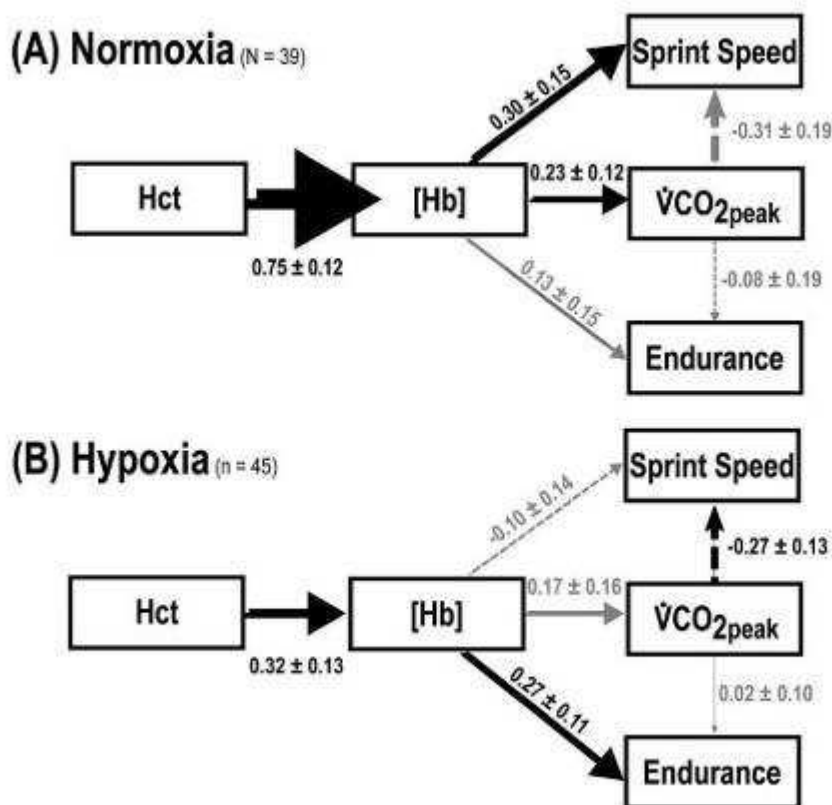 (A) Normoxia (N = 39)
Sprint Speed
0.30 ± 0.15
-0.31 ± 0.19
Hct
[Hb]
0.23 ± 0.12
V̇CO2peak
0.75 ± 0.12
0.13 ± 0.15
-0.08 ± 0.19
Endurance
(B) Hypoxia (n = 45)
Sprint Speed
-0.10 ± 0.14
-0.27 ± 0.13
Hct
[Hb]
0.17 ± 0.16
V̇CO2peak
0.32 ± 0.13
0.27 ± 0.11
0.02 ± 0.10
Endurance